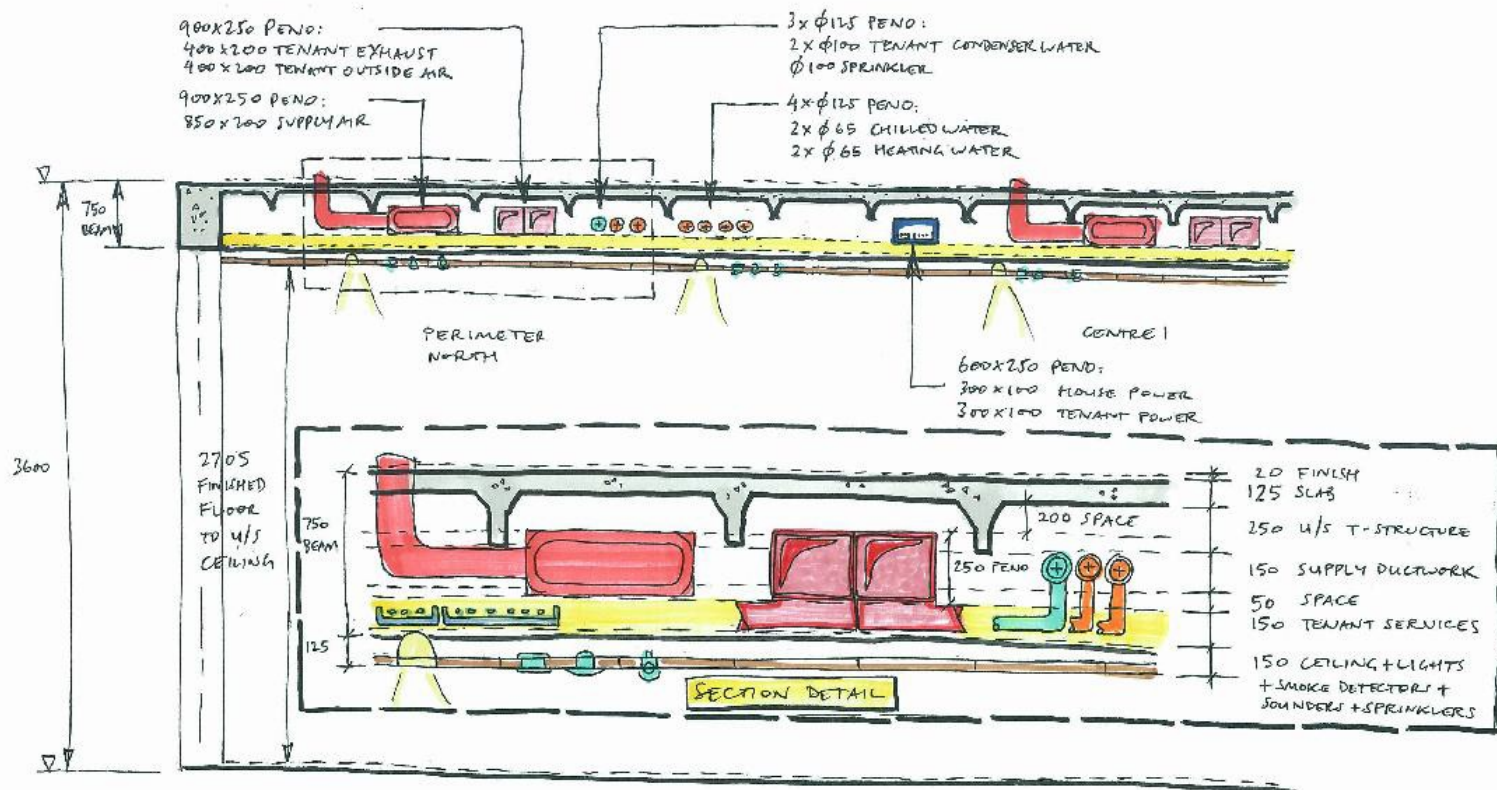 900X250 PENO:
400X200 TENANT EXHAUST
400X200 TENANT OUTSIDE AIR
900X250 PENO:
850X200 SUPPLY AIR
3X φ125 PENO:
2X φ100 TENANT CONDENSER WATER
φ100 SPRINKLER
4X φ125 PENO:
2X φ65 CHILLED WATER
2X φ65 HEATING WATER
750
BEAM
PERIMETER
NORTH
CENTRE 1
600X250 PENO:
300X100 HOUSE POWER
300X100 TENANT POWER
3600
2705
FINISHED
FLOOR
TO U/S
CEILING
750
BEAM
125
200 SPACE
250 PENO
20 FINISH
125 SLAB
250 U/S T-STRUCTURE
150 SUPPLY DUCTWORK
50 SPACE
150 TENANT SERVICES
150 CEILING + LIGHTS
+ SMOKE DETECTORS +
SOUNDERS + SPRINKLERS
SECTION DETAIL